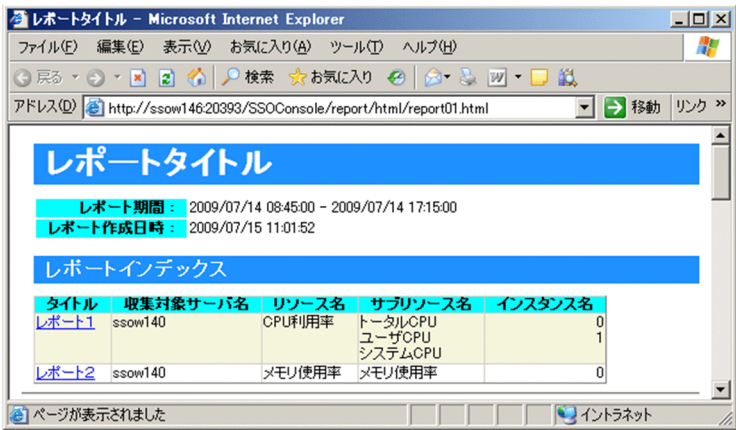 レポートタイトル - Microsoft Internet Explorer
ファイル(F) 編集(E) 表示(V) お気に入り(A) ツール(T) ヘルプ(H)
戻る 検索 お気に入り
アドレス(D) http://ssow146:20393/SSOConsole/report/html/report01.html 移動 リンク »
レポートタイトル
レポート期間 : 2009/07/14 08:45:00 - 2009/07/14 17:15:00
レポート作成日時 : 2009/07/15 11:01:52
レポートインデックス
タイトル 収集対象サーバ名 リソース名 サブリソース名 インスタンス名
レポート1 ssow140 CPU利用率 トータルCPU 0
ユーザCPU 1
システムCPU
レポート2 ssow140 メモリ使用率 メモリ使用率 0
ページが表示されました イントラネット